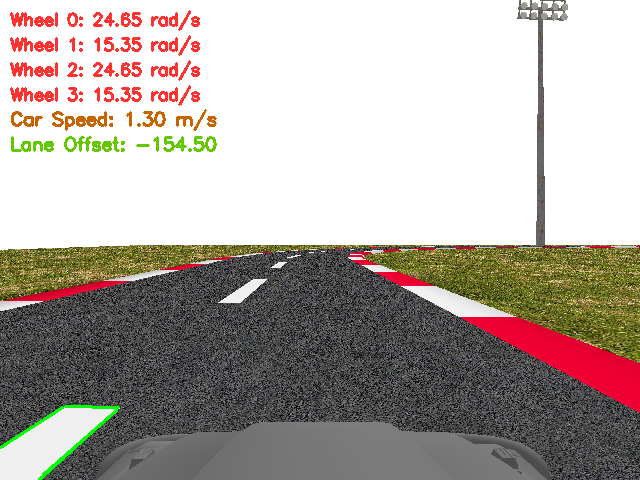 Wheel 0: 24.65 rad/s
Wheel 1: 15.35 rad/s
Wheel 2: 24.65 rad/s
Wheel 3: 15.35 rad/s
Car Speed: 1.30 m/s
Lane Offset: -154.50